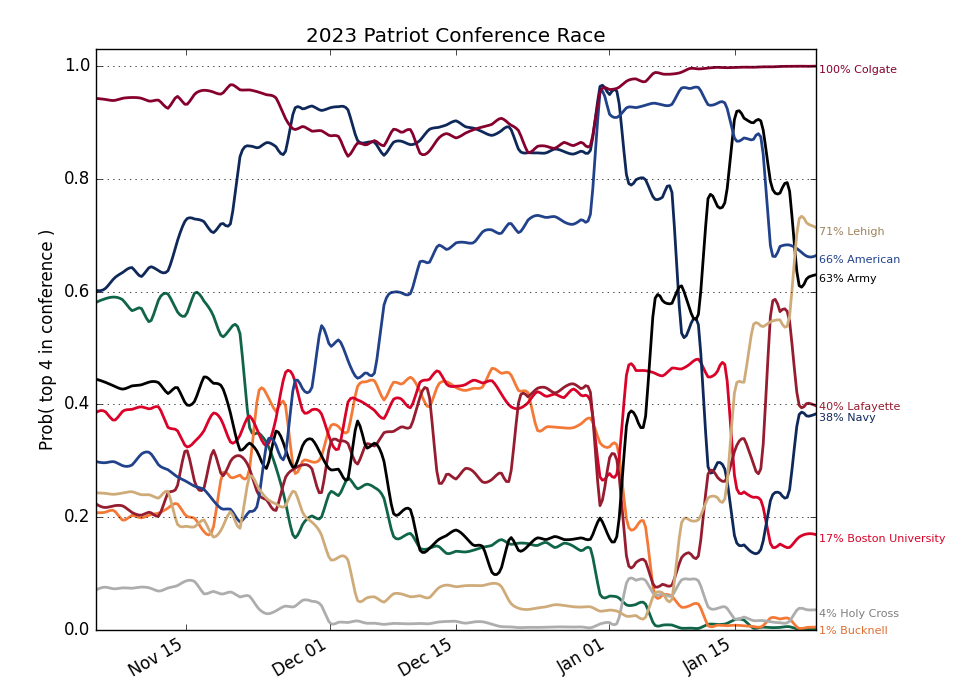 2023 Patriot Conference Race
Prob( top 4 in conference )
1.0
0.8
0.6
0.4
0.2
0.0
Nov 15
Dec 01
Dec 15
Jan 01
Jan 15
100% Colgate
71% Lehigh
66% American
63% Army
40% Lafayette
38% Navy
17% Boston University
4% Holy Cross
1% Bucknell